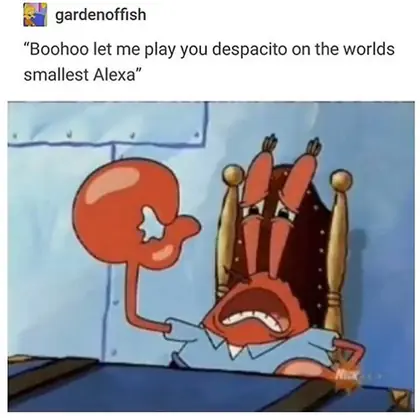 gardenoffish
“Boohoo let me play you despacito on the worlds
smallest Alexa”